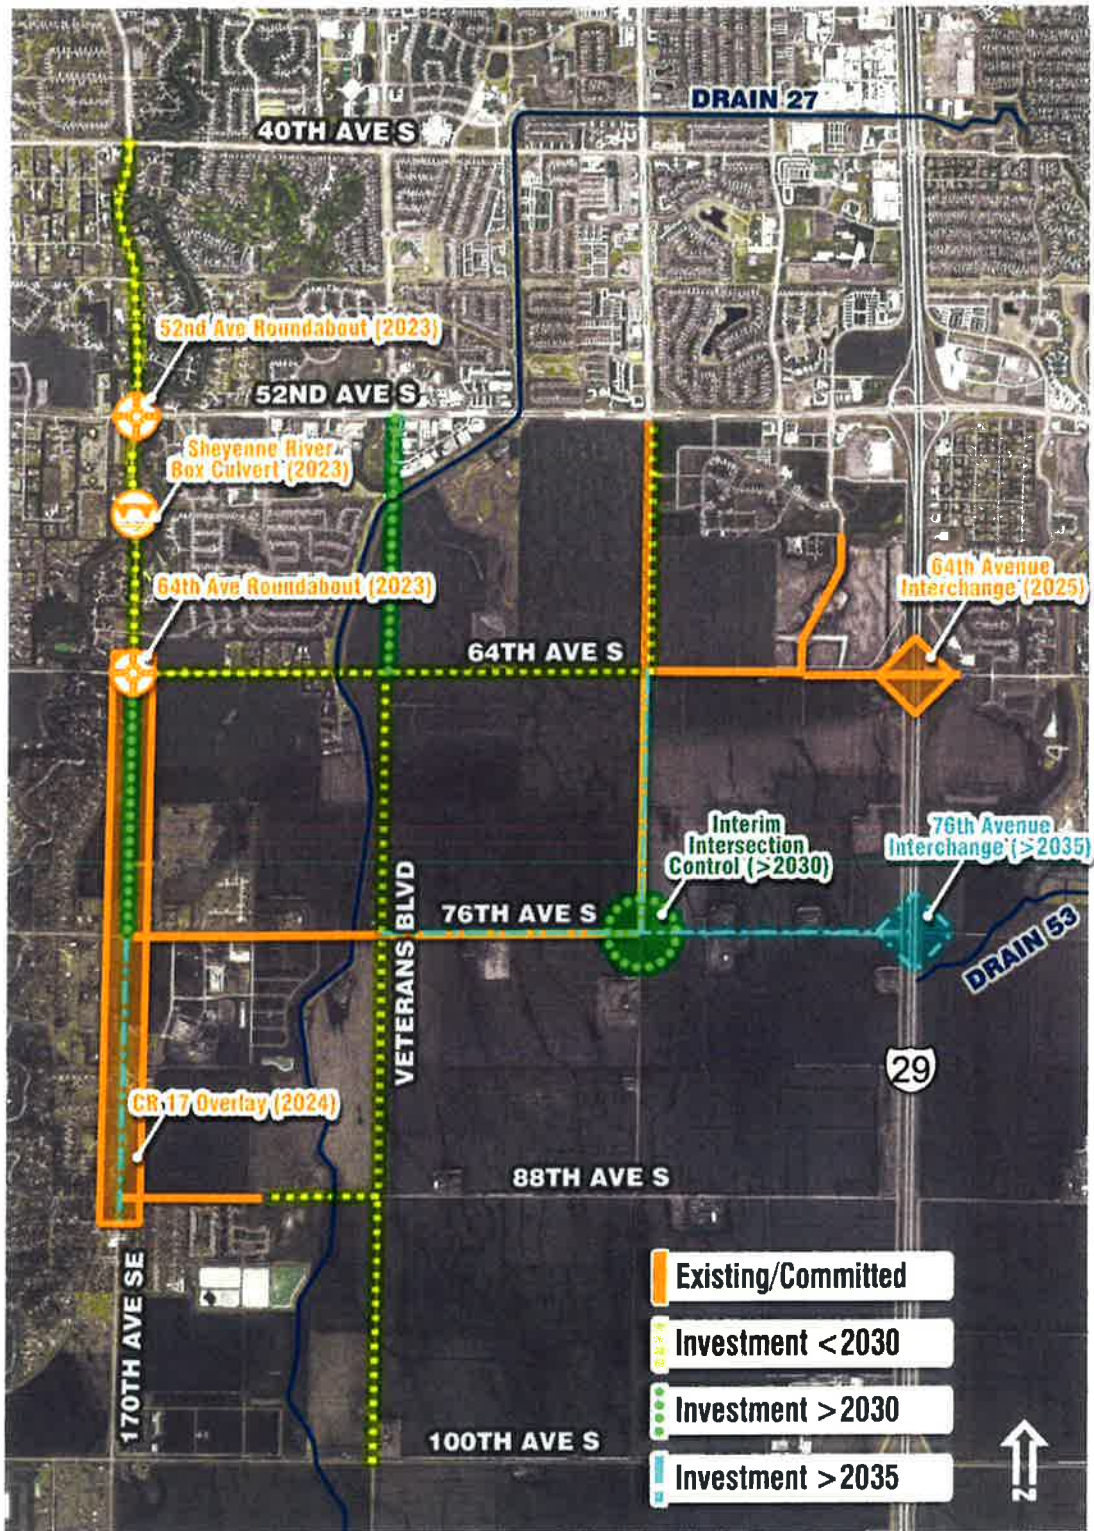 DRAIN 27
40TH AVE S
52nd Ave Roundabout (2023)
52ND AVE S
Sheyenne River
Box Culvert (2023)
64th Avenue
Interchange (2025)
64th Ave Roundabout (2023)
64TH AVE S
Interim
Intersection
Control (>2030)
76th Avenue
Interchange (>2035)
76TH AVE S
VETERANS BLVD
DRAIN 53
29
CR 17 Overlay (2024)
88TH AVE S
170TH AVE SE
Existing/Committed
Investment <2030
Investment >2030
100TH AVE S
Investment >2035
N